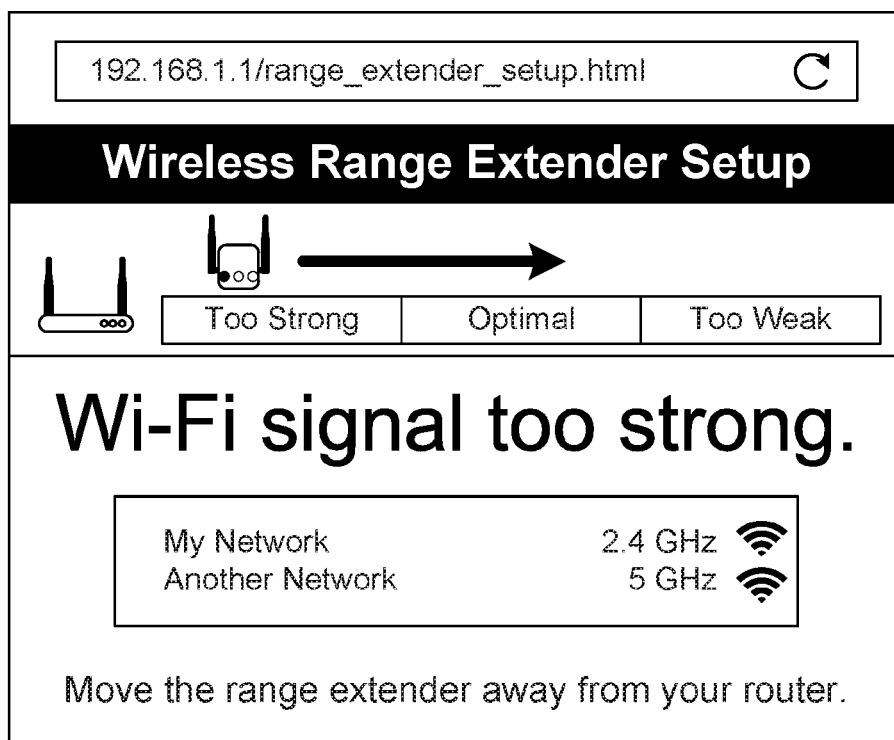 192.168.1.1/range_extender_setup.html
Wireless Range Extender Setup
Too Strong Optimal Too Weak
Wi-Fi signal too strong.
My Network 2.4 GHz
Another Network 5 GHz
Move the range extender away from your router.